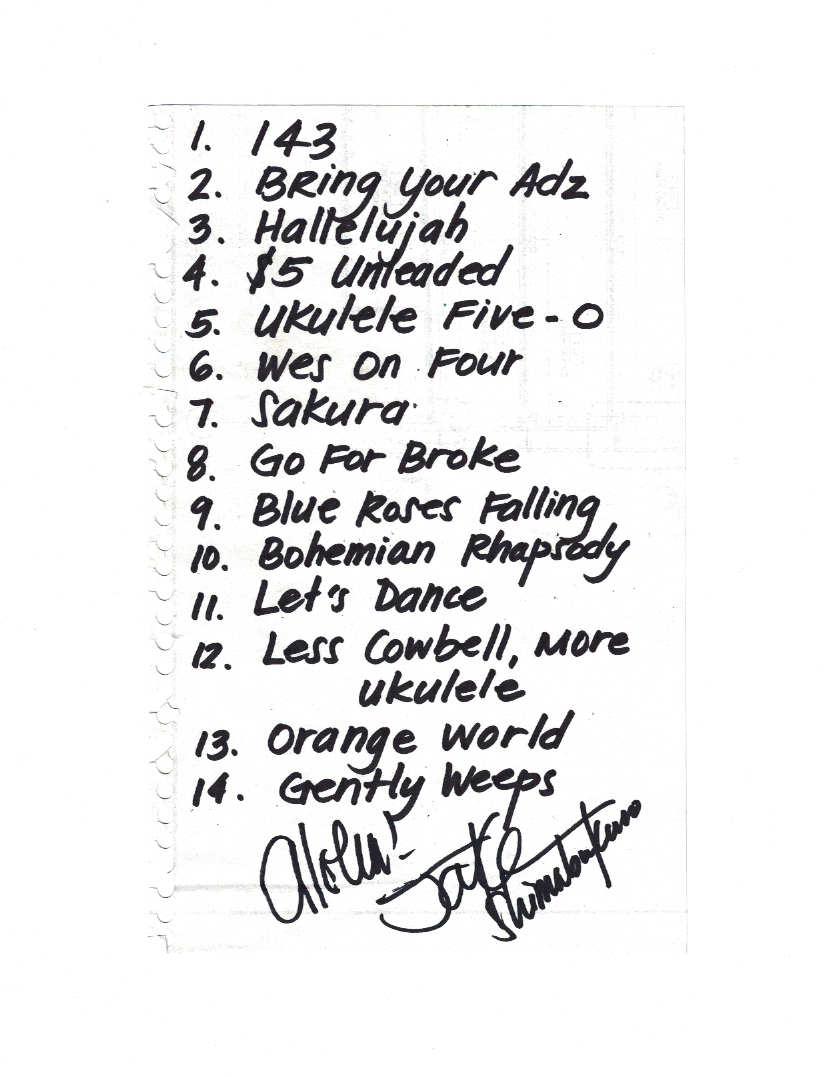 1. 143
2. Bring Your Adz
3. Hallelujah
4. $5 Unleaded
5. Ukulele Five-O
6. Wes On Four
7. Sakura
8. Go For Broke
9. Blue Roses Falling
10. Bohemian Rhapsody
11. Let's Dance
12. Less Cowbell, More
Ukulele
13. Orange World
14. Gently Weeps
Aloha! Jake Shimabukuro